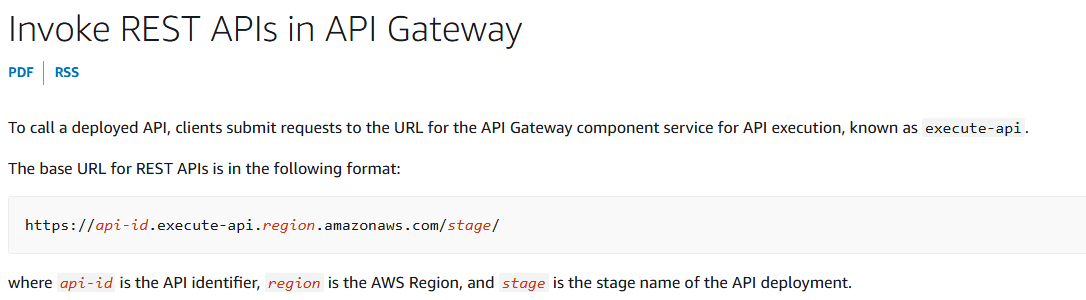 Invoke REST APIs in API Gateway
PDF RSS
To call a deployed API, clients submit requests to the URL for the API Gateway component service for API execution, known as execute-api.
The base URL for REST APIs is in the following format:
https://api-id.execute-api.region.amazonaws.com/stage/
where api-id is the API identifier, region is the AWS Region, and stage is the stage name of the API deployment.